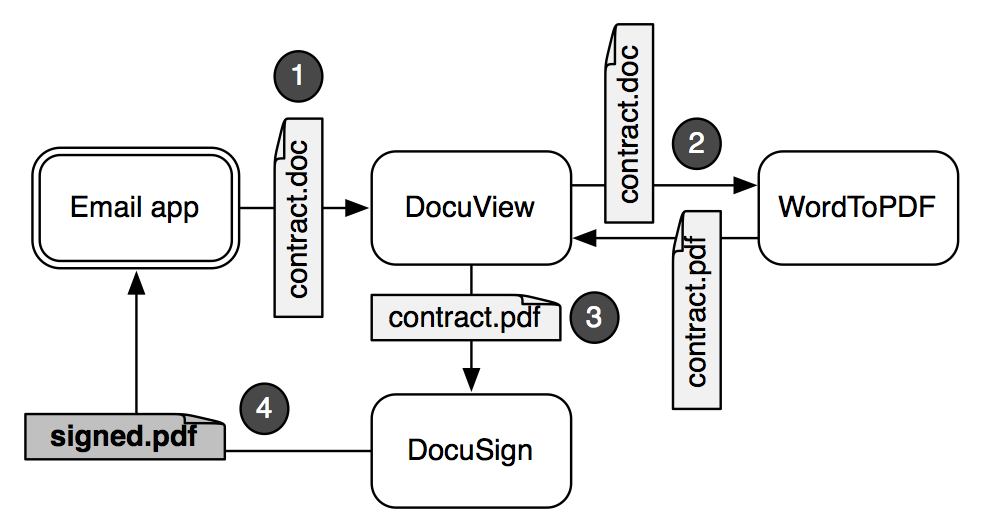 1
contract.doc
2
contract.doc
Email app
DocuView
WordToPDF
contract.pdf
contract.pdf
3
4
signed.pdf
DocuSign